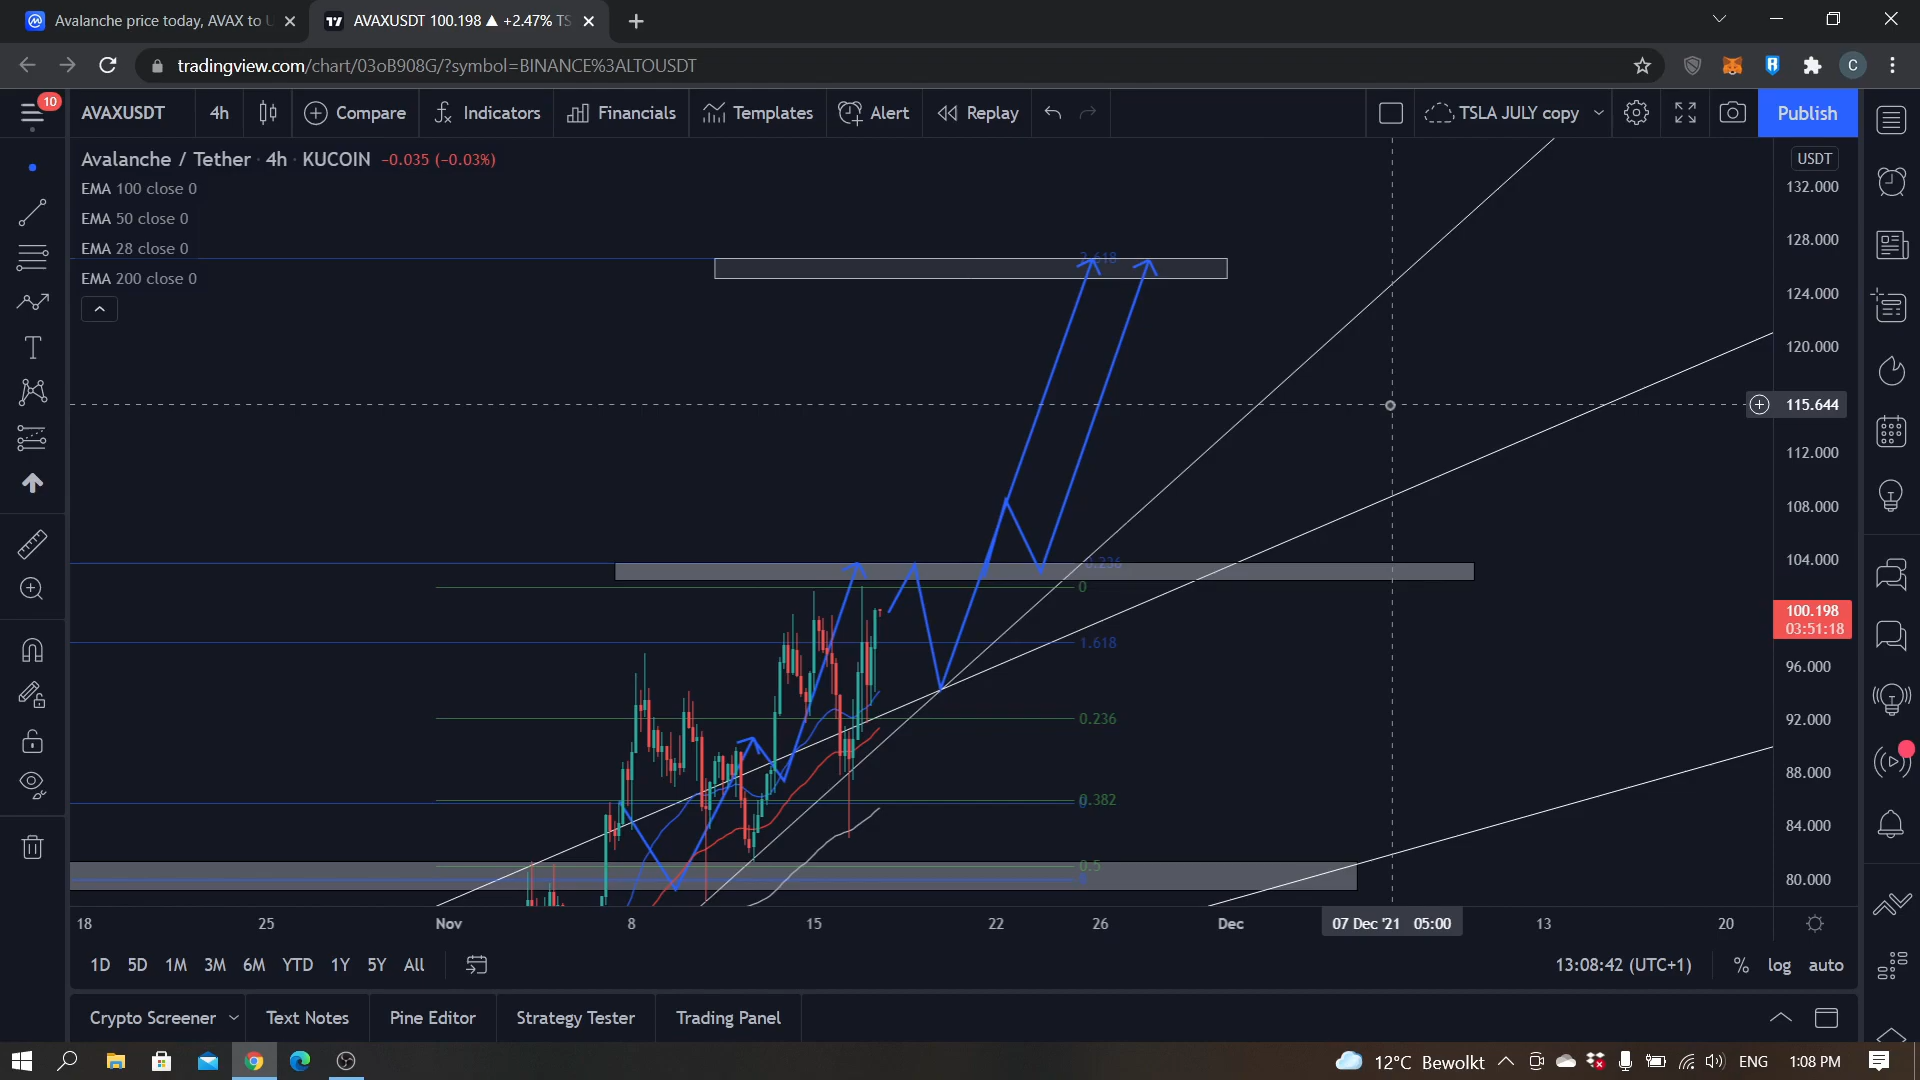 Avalanche price today, AVAX to U
AVAXUSDT 100.198 ▲ +2.47% TS
tradingview.com/chart/03oB908G/?symbol=BINANCE%3ALTOUSDT
C
10
AVAXUSDT
4h
Compare
Indicators
Financials
Templates
Alert
Replay
TSLA JULY copy
Publish
Avalanche / Tether · 4h · KUCOIN -0.035 (-0.03%)
EMA 100 close 0
EMA 50 close 0
EMA 28 close 0
EMA 200 close 0
USDT
132.000
128.000
124.000
120.000
115.644
112.000
108.000
104.000
100.198
03:51:18
96.000
92.000
88.000
84.000
80.000
2.618
0
1.618
0.236
0.382
0.5
18
25
Nov
8
15
22
26
Dec
07 Dec '21 05:00
13
20
1D 5D 1M 3M 6M YTD 1Y 5Y All
13:08:42 (UTC+1)
% log auto
Crypto Screener
Text Notes
Pine Editor
Strategy Tester
Trading Panel
12°C Bewolkt
ENG
1:08 PM